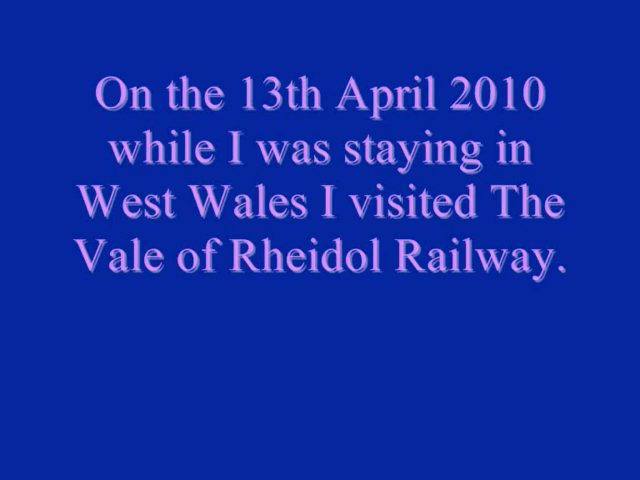 On the 13th April 2010
while I was staying in
West Wales I visited The
Vale of Rheidol Railway.